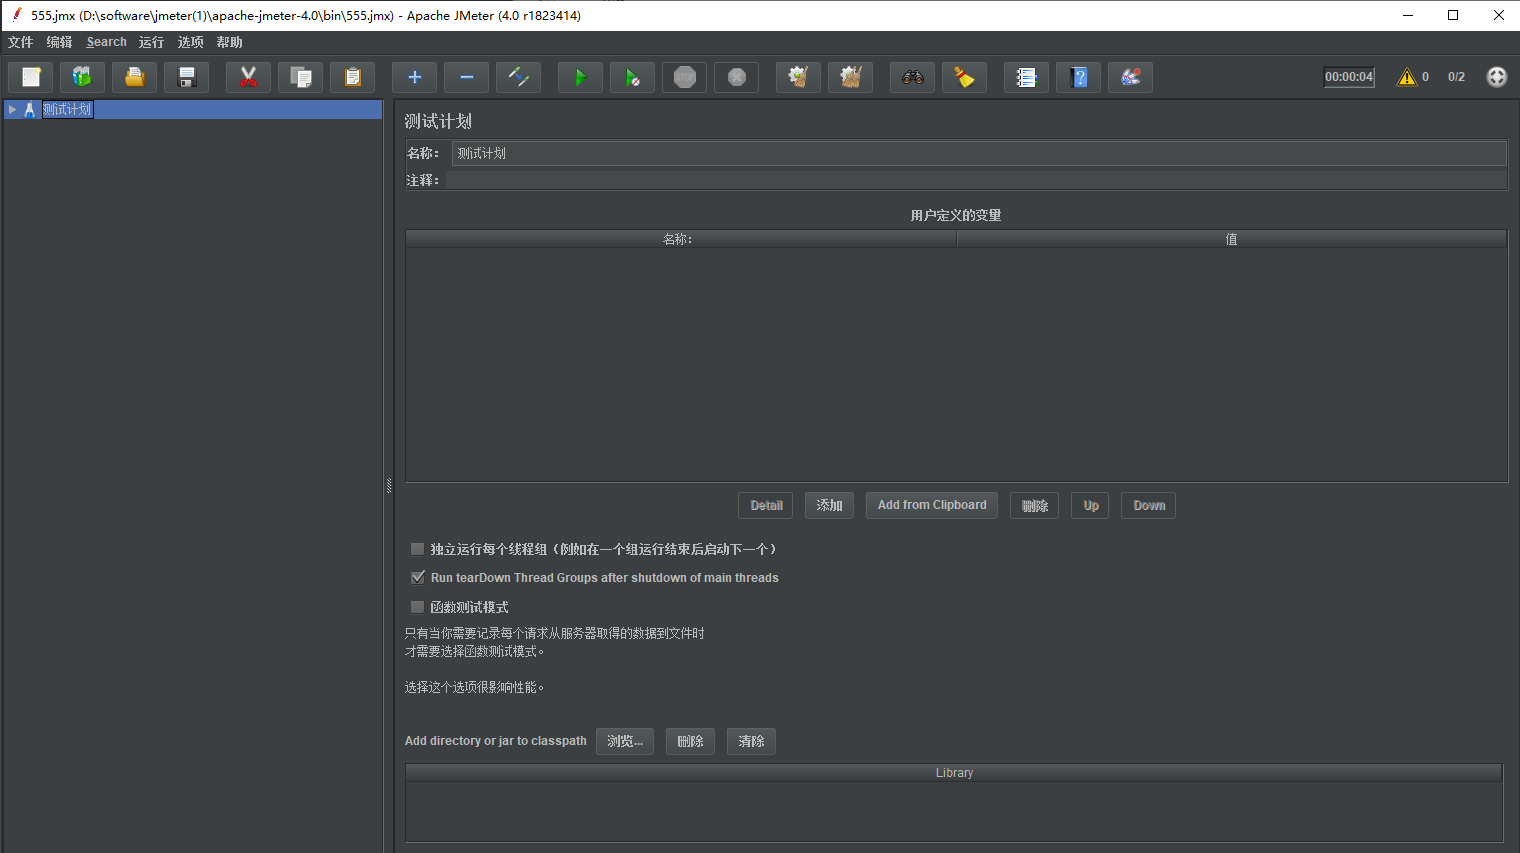 555.jmx (D:\software\jmeter(1)\apache-jmeter-4.0\bin\555.jmx) - Apache JMeter (4.0 r1823414)
文件 编辑 Search 运行 选项 帮助
STOP 00:00:04 0 0/2
测试计划
测试计划
名称： 测试计划
注释：
用户定义的变量
名称： 值
Detail 添加 Add from Clipboard 删除 Up Down
独立运行每个线程组（例如在一个组运行结束后启动下一个）
Run tearDown Thread Groups after shutdown of main threads
函数测试模式
只有当你需要记录每个请求从服务器取得的数据到文件时
才需要选择函数测试模式。
选择这个选项很影响性能。
Add directory or jar to classpath 浏览... 删除 清除
Library